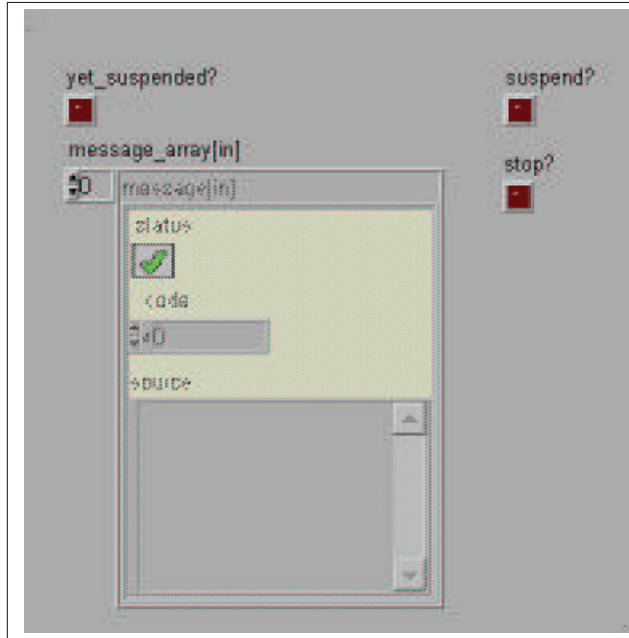 yet_suspended?
suspend?
message_array[in]
stop?
0
message[in]
status
code
0
source